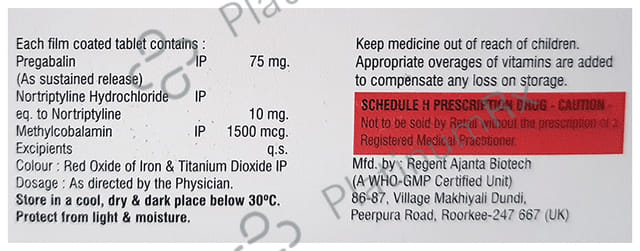 Each film coated tablet contains :
Pregabalin IP 75 mg.
(As sustained release)
Nortriptyline Hydrochloride IP
eq. to Nortriptyline 10 mg.
Methylcobalamin IP 1500 mcg.
Excipients q.s.
Colour : Red Oxide of Iron & Titanium Dioxide IP
Dosage : As directed by the Physician.
Store in a cool, dry & dark place below 30ºC.
Protect from light & moisture.
Keep medicine out of reach of children.
Appropriate overages of vitamins are added
to compensate any loss on storage.
SCHEDULE H PRESCRIPTION DRUG - CAUTION -
Not to be sold by Retail without the prescription of a
Registered Medical Practitioner.
Mfd. by : Regent Ajanta Biotech
(A WHO-GMP Certified Unit)
86-87, Village Makhiyali Dundi,
Peerpura Road, Roorkee-247 667 (UK)
PlatinumRx